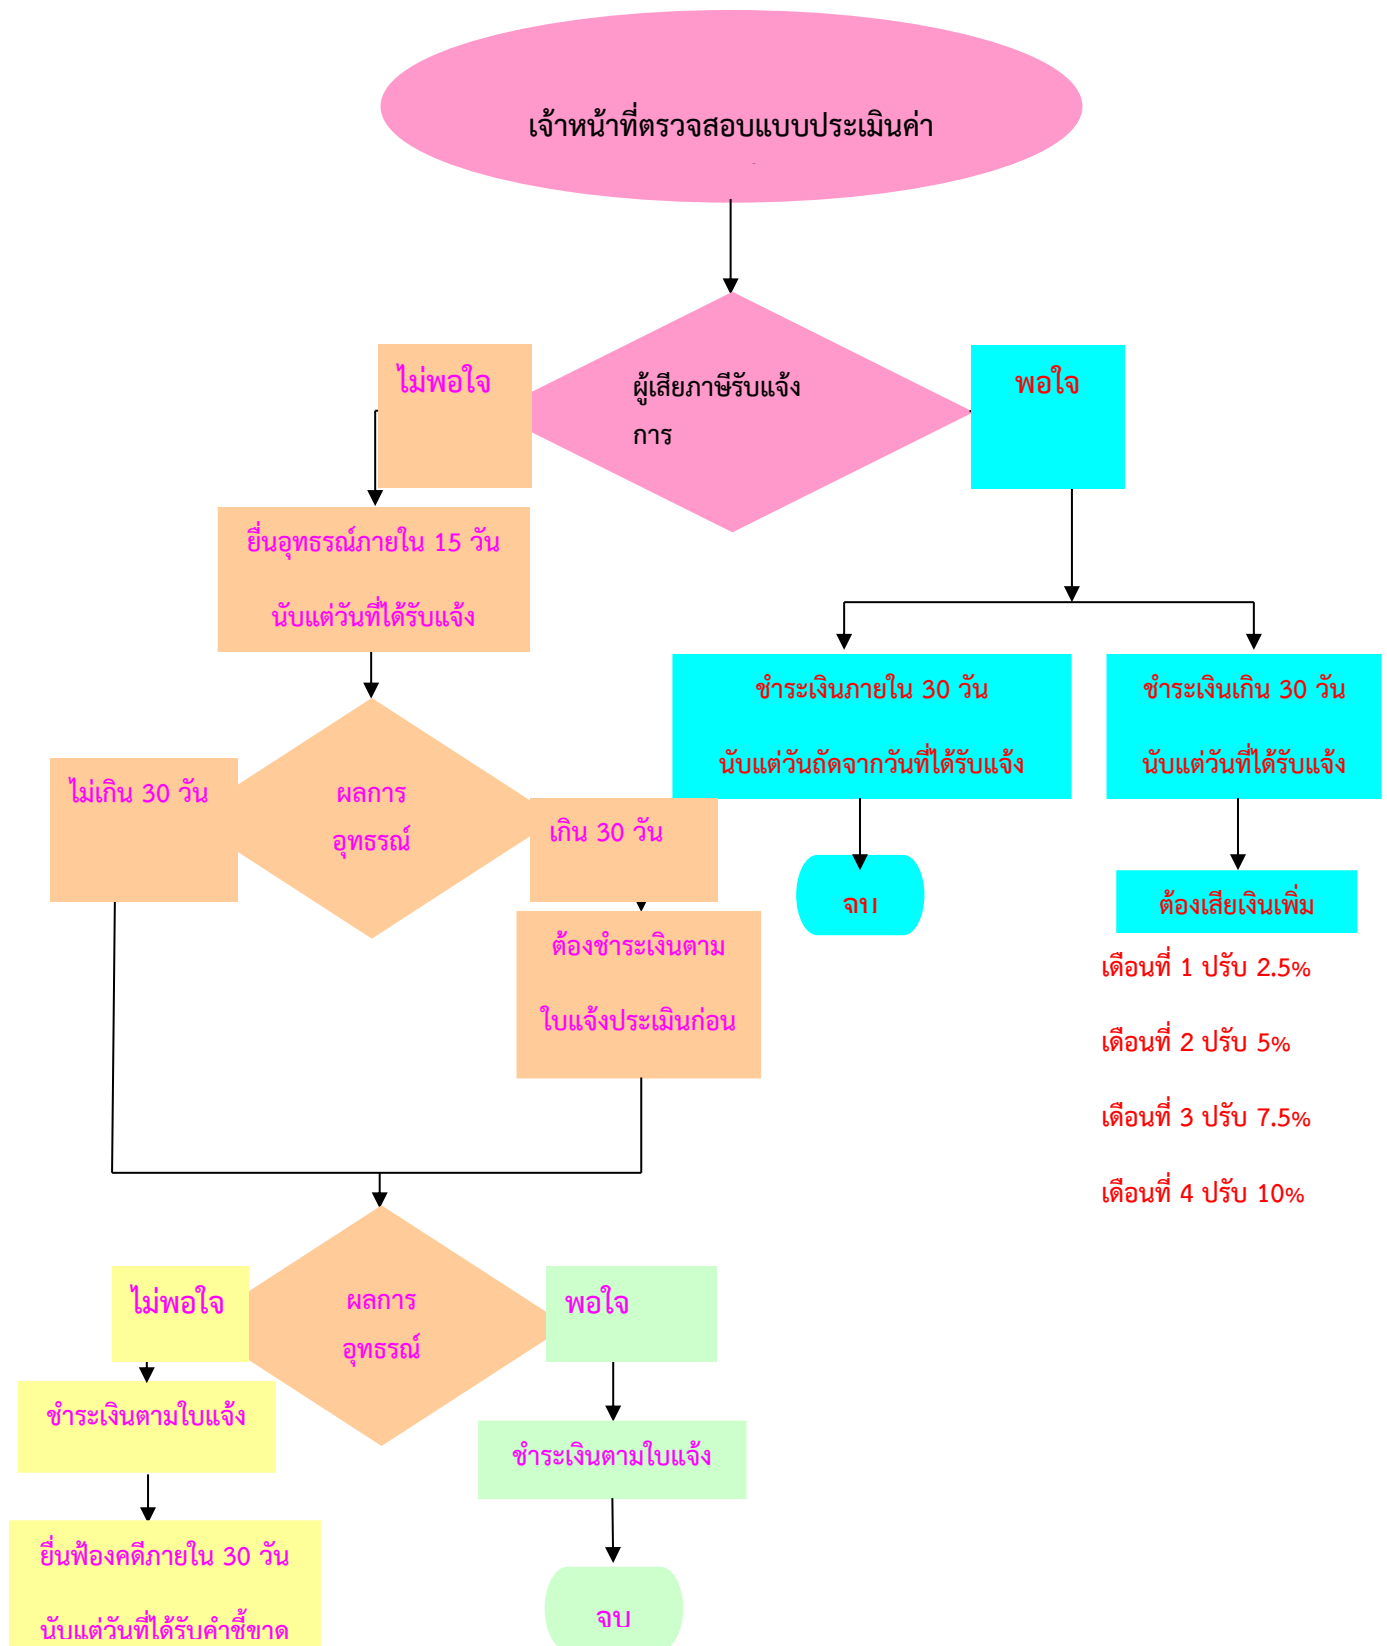 เจ้าหน้าที่ตรวจสอบแบบประเมินค่า
ไม่พอใจ
ผู้เสียภาษีรับแจ้ง
การ
พอใจ
ยื่นอุทธรณ์ภายใน 15 วัน
นับแต่วันที่ได้รับแจ้ง
ชำระเงินภายใน 30 วัน
นับแต่วันถัดจากวันที่ได้รับแจ้ง
ชำระเงินเกิน 30 วัน
นับแต่วันที่ได้รับแจ้ง
ไม่เกิน 30 วัน
ผลการ
อุทธรณ์
เกิน 30 วัน
จบ
ต้องเสียเงินเพิ่ม
ต้องชำระเงินตาม
ใบแจ้งประเมินก่อน
เดือนที่ 1 ปรับ 2.5%
เดือนที่ 2 ปรับ 5%
เดือนที่ 3 ปรับ 7.5%
เดือนที่ 4 ปรับ 10%
ไม่พอใจ
ผลการ
อุทธรณ์
พอใจ
ชำระเงินตามใบแจ้ง
ชำระเงินตามใบแจ้ง
ยื่นฟ้องคดีภายใน 30 วัน
นับแต่วันที่ได้รับคำชี้ขาด
จบ